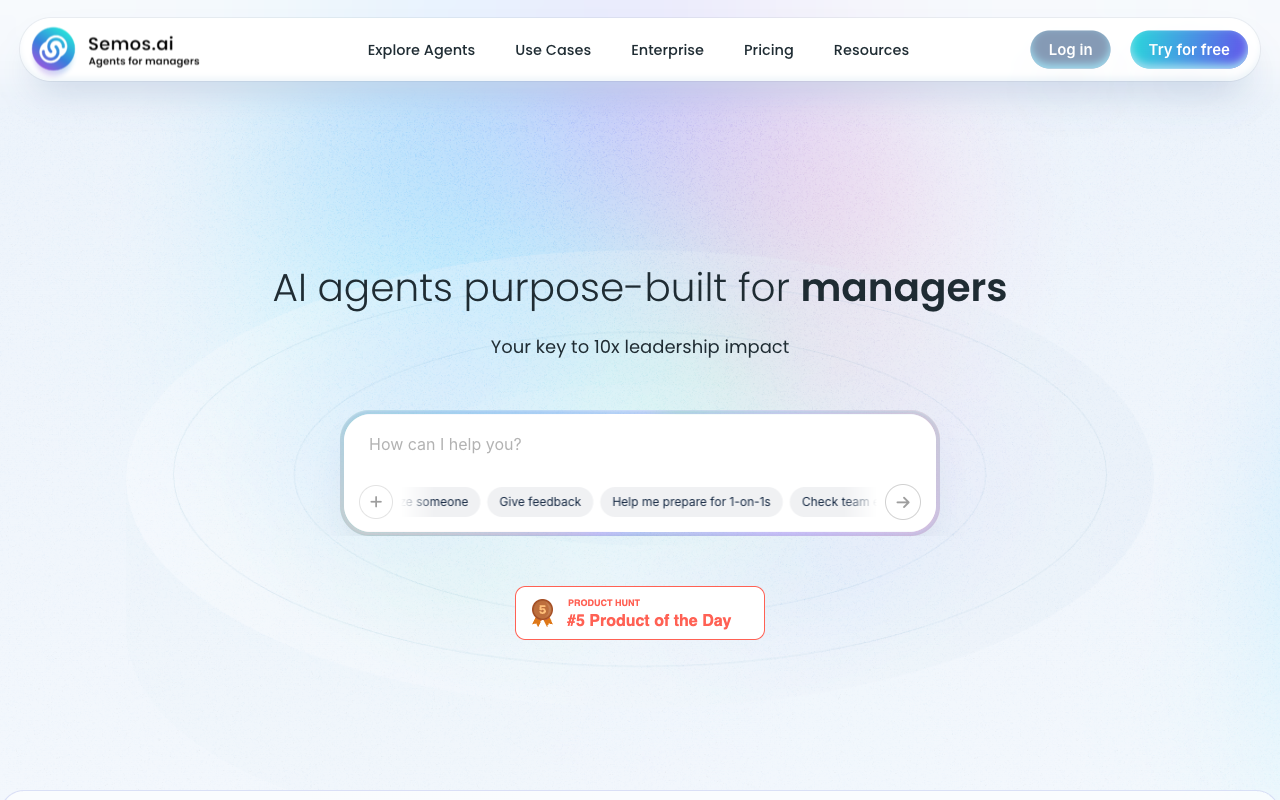 Semos.ai
Agents for managers
Explore Agents
Use Cases
Enterprise
Pricing
Resources
Log in
Try for free
AI agents purpose-built for managers
Your key to 10x leadership impact
How can I help you?
someone
Give feedback
Help me prepare for 1-on-1s
Check team
5
PRODUCT HUNT
#5 Product of the Day